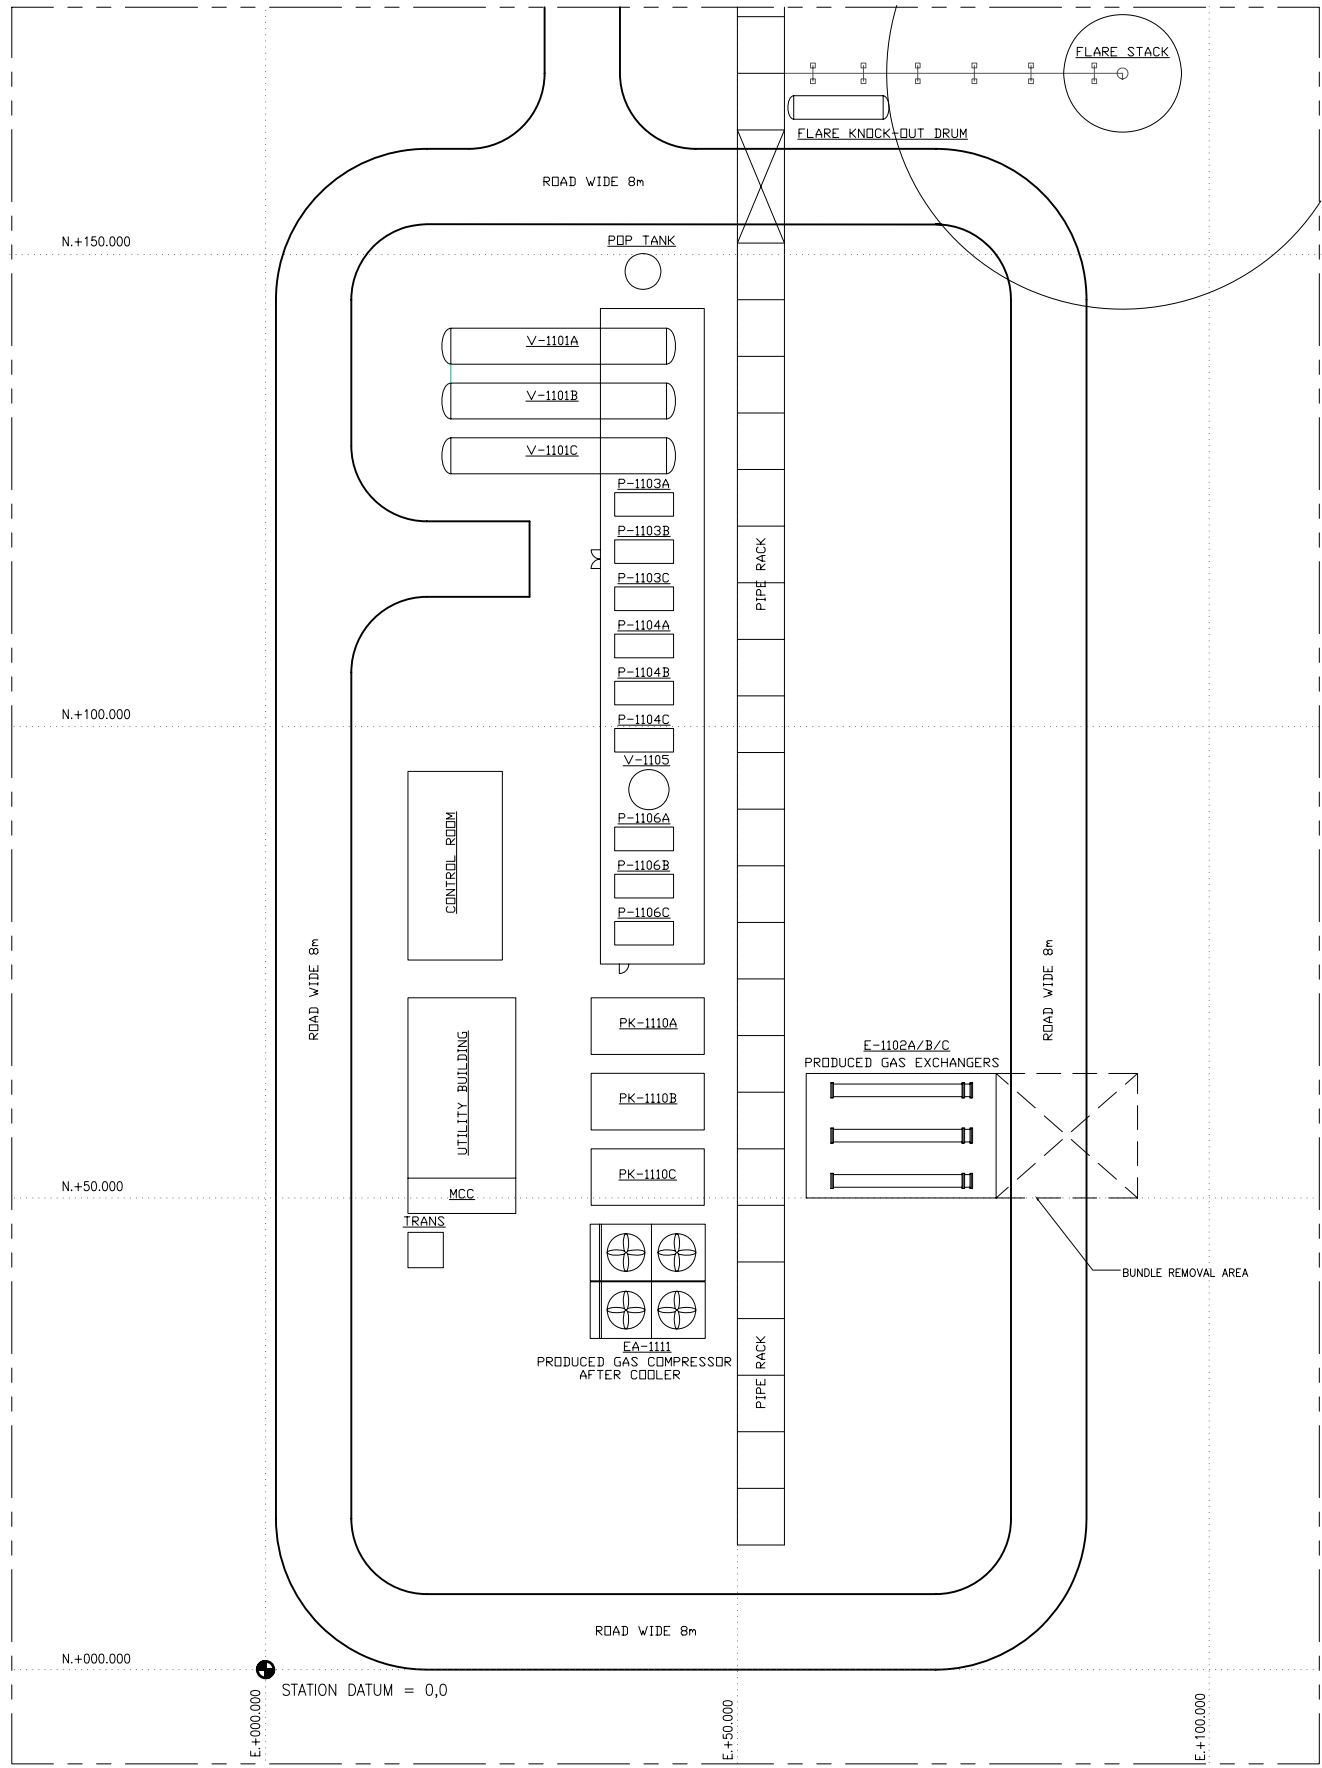 FLARE STACK
FLARE KNOCK-OUT DRUM
ROAD WIDE 8m
N.+150.000
POP TANK
V-1101A
V-1101B
V-1101C
P-1103A
P-1103B
PIPE RACK
P-1103C
P-1104A
P-1104B
N.+100.000
P-1104C
V-1105
P-1106A
CONTROL ROOM
P-1106B
P-1106C
ROAD WIDE 8m
ROAD WIDE 8m
PK-1110A
E-1102A/B/C
PRODUCED GAS EXCHANGERS
UTILITY BUILDING
PK-1110B
PK-1110C
N.+50.000
MCC
TRANS
BUNDLE REMOVAL AREA
EA-1111
PRODUCED GAS COMPRESSOR
AFTER COOLER
PIPE RACK
ROAD WIDE 8m
N.+000.000
STATION DATUM = 0,0
E.+000.000
E.+50.000
E.+100.000